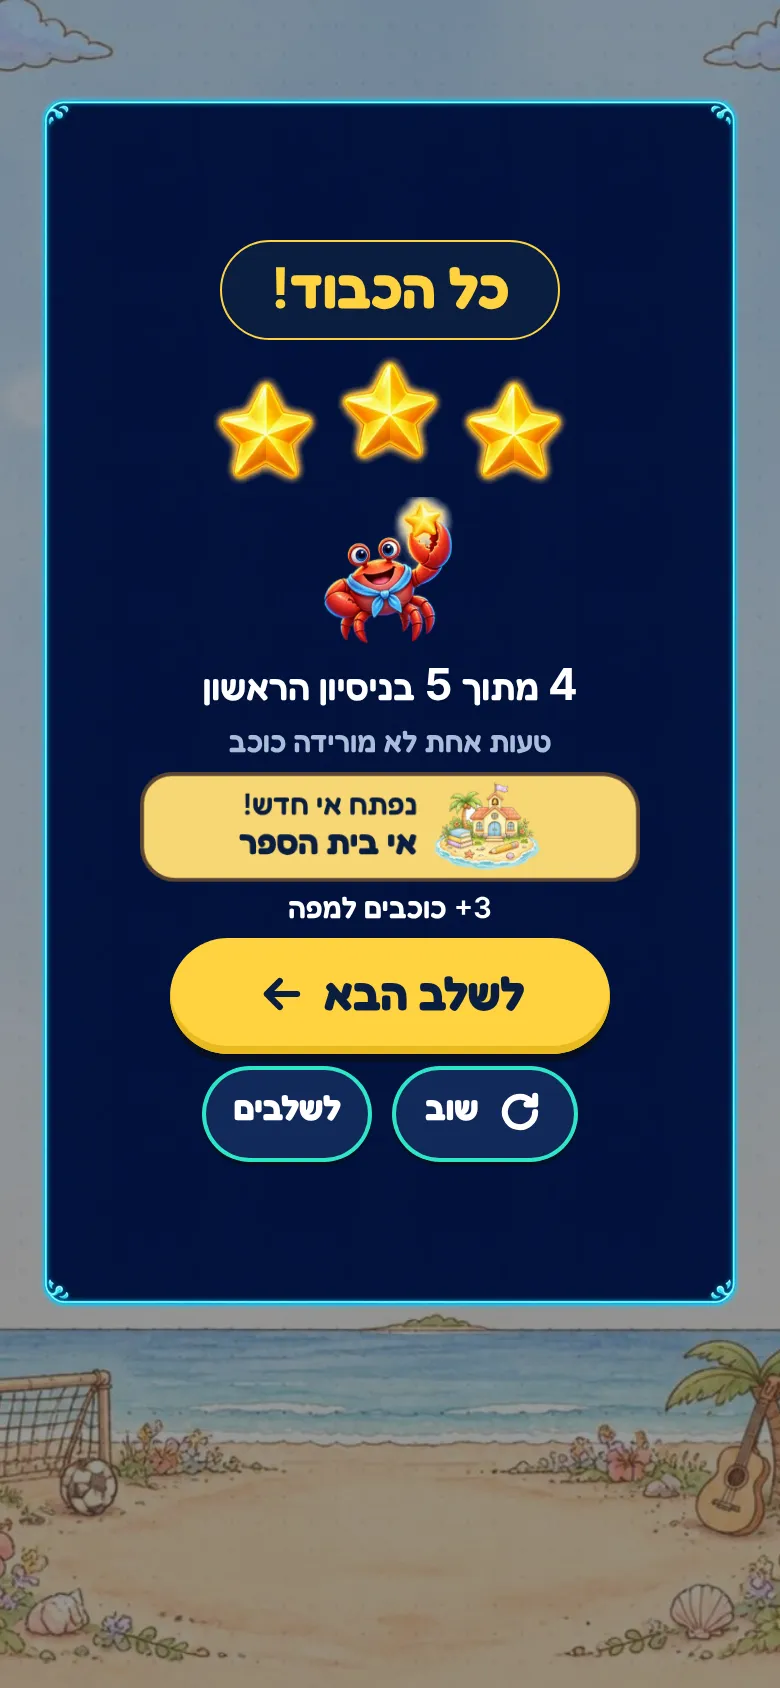 כל הכבוד!
4 מתוך 5 בניסיון הראשון
טעות אחת לא מורידה כוכב
נפתח אי חדש!
אי בית הספר
+3 כוכבים למפה
לשלב הבא ←
שוב
לשלבים